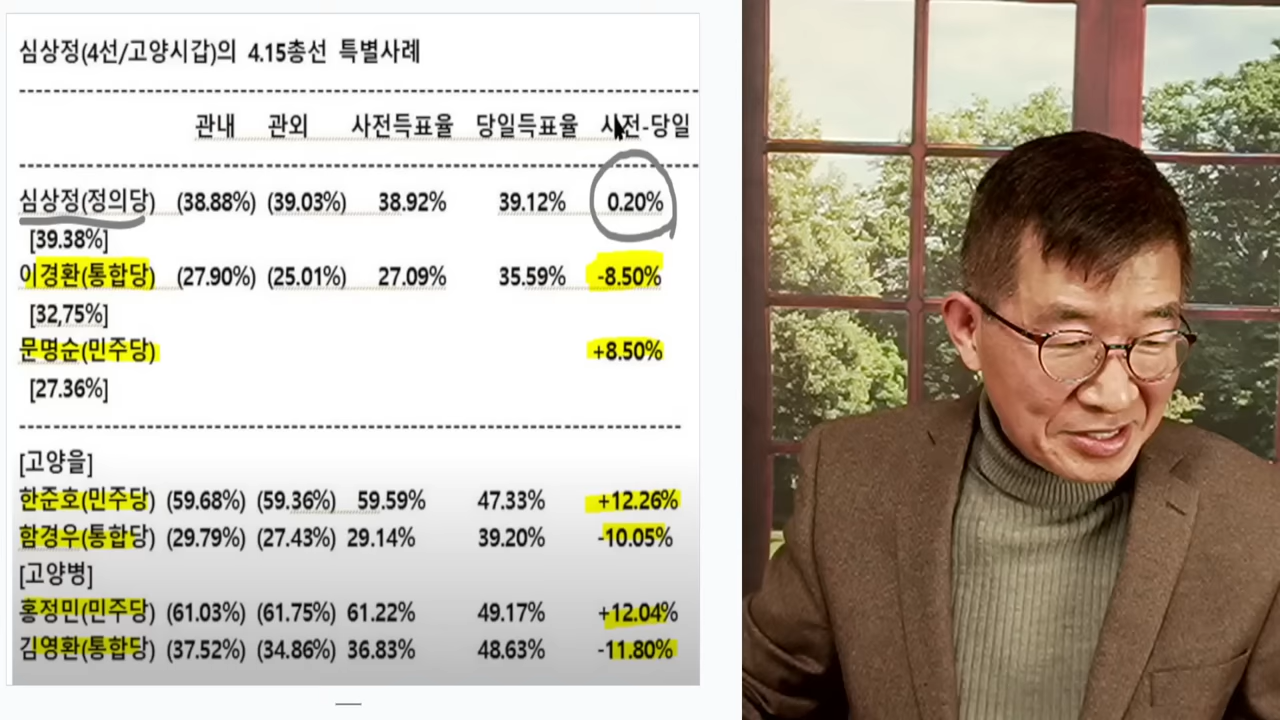 심상정(4선/고양시갑)의 4.15총선 특별사례
관내 관외 사전득표율 당일득표율 사전-당일
심상정(정의당) (38.88%) (39.03%) 38.92% 39.12% 0.20%
[39.38%]
이경환(통합당) (27.90%) (25.01%) 27.09% 35.59% -8.50%
[32,75%]
문명순(민주당) +8.50%
[27.36%]
[고양을]
한준호(민주당) (59.68%) (59.36%) 59.59% 47.33% +12.26%
함경우(통합당) (29.79%) (27.43%) 29.14% 39.20% -10.05%
[고양병]
홍정민(민주당) (61.03%) (61.75%) 61.22% 49.17% +12.04%
김영환(통합당) (37.52%) (34.86%) 36.83% 48.63% -11.80%